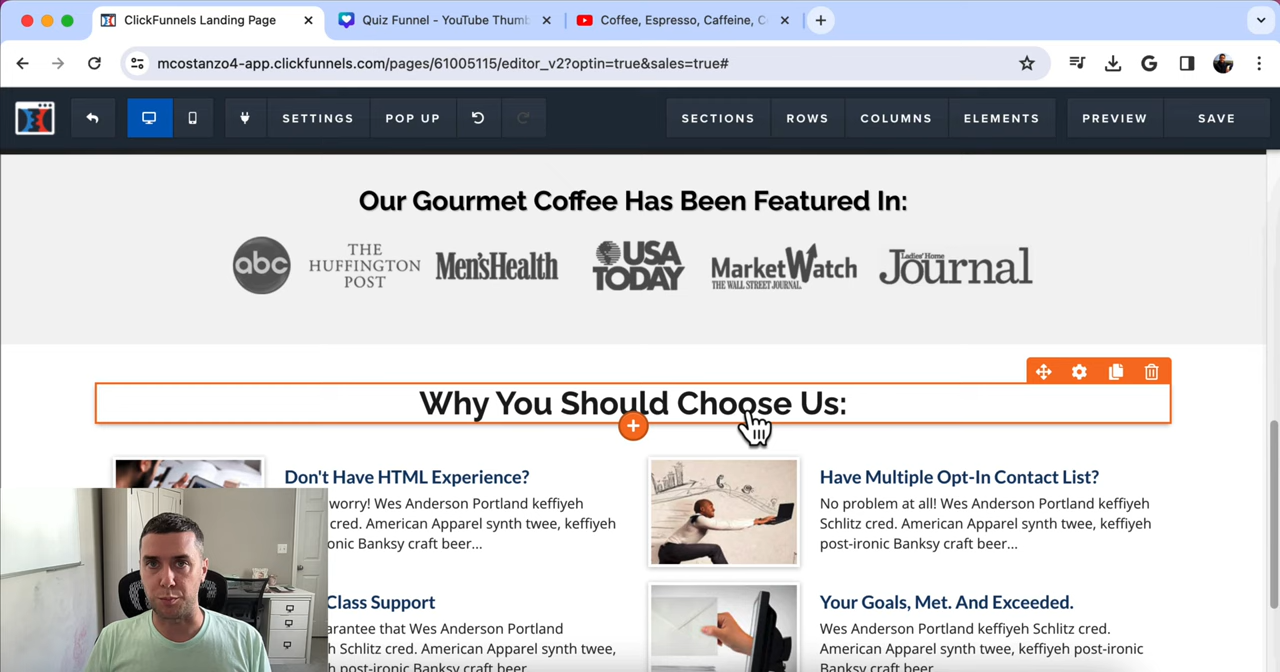 ClickFunnels Landing Page
Quiz Funnel - YouTube Thumb
Coffee, Espresso, Caffeine, C
mcostanzo4-app.clickfunnels.com/pages/61005115/editor_v2?optin=true&sales=true#
SETTINGS
POP UP
SECTIONS
ROWS
COLUMNS
ELEMENTS
PREVIEW
SAVE
Our Gourmet Coffee Has Been Featured In:
abc
THE
HUFFINGTON
POST
Men'sHealth
USA
TODAY
MarketWatch
THE WALL STREET JOURNAL
Ladies' Home
Journal
Why You Should Choose Us:
Don't Have HTML Experience?
worry! Wes Anderson Portland keffiyeh
cred. American Apparel synth twee, keffiyeh
onic Banksy craft beer...
Have Multiple Opt-In Contact List?
No problem at all! Wes Anderson Portland keffiyeh
Schlitz cred. American Apparel synth twee, keffiyeh
post-ironic Banksy craft beer...
Class Support
arantee that Wes Anderson Portland
h Schlitz cred. American Apparel synth twee,
h post-ironic Banksy craft beer
Your Goals, Met. And Exceeded.
Wes Anderson Portland keffiyeh Schlitz cred.
American Apparel synth twee, keffiyeh post-ironic
Banksy craft beer